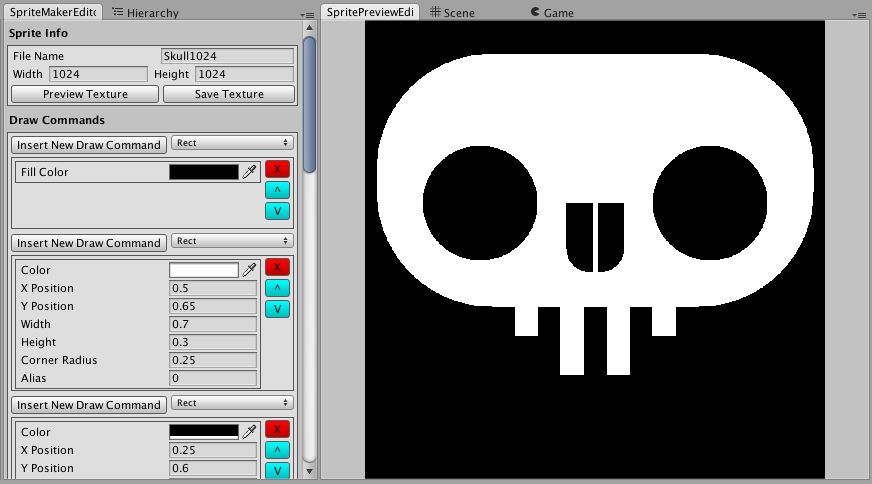 SpriteMakerEdito
Hierarchy
SpritePreviewEdi
Scene
Game
Sprite Info
File Name Skull1024
Width 1024 Height 1024
Preview Texture Save Texture
Draw Commands
Insert New Draw Command Rect
Fill Color X
^
V
Insert New Draw Command Rect
Color X
X Position 0.5 ^
Y Position 0.65 V
Width 0.7
Height 0.3
Corner Radius 0.25
Alias 0
Insert New Draw Command Rect
Color X
X Position 0.25 ^
Y Position 0.6 V